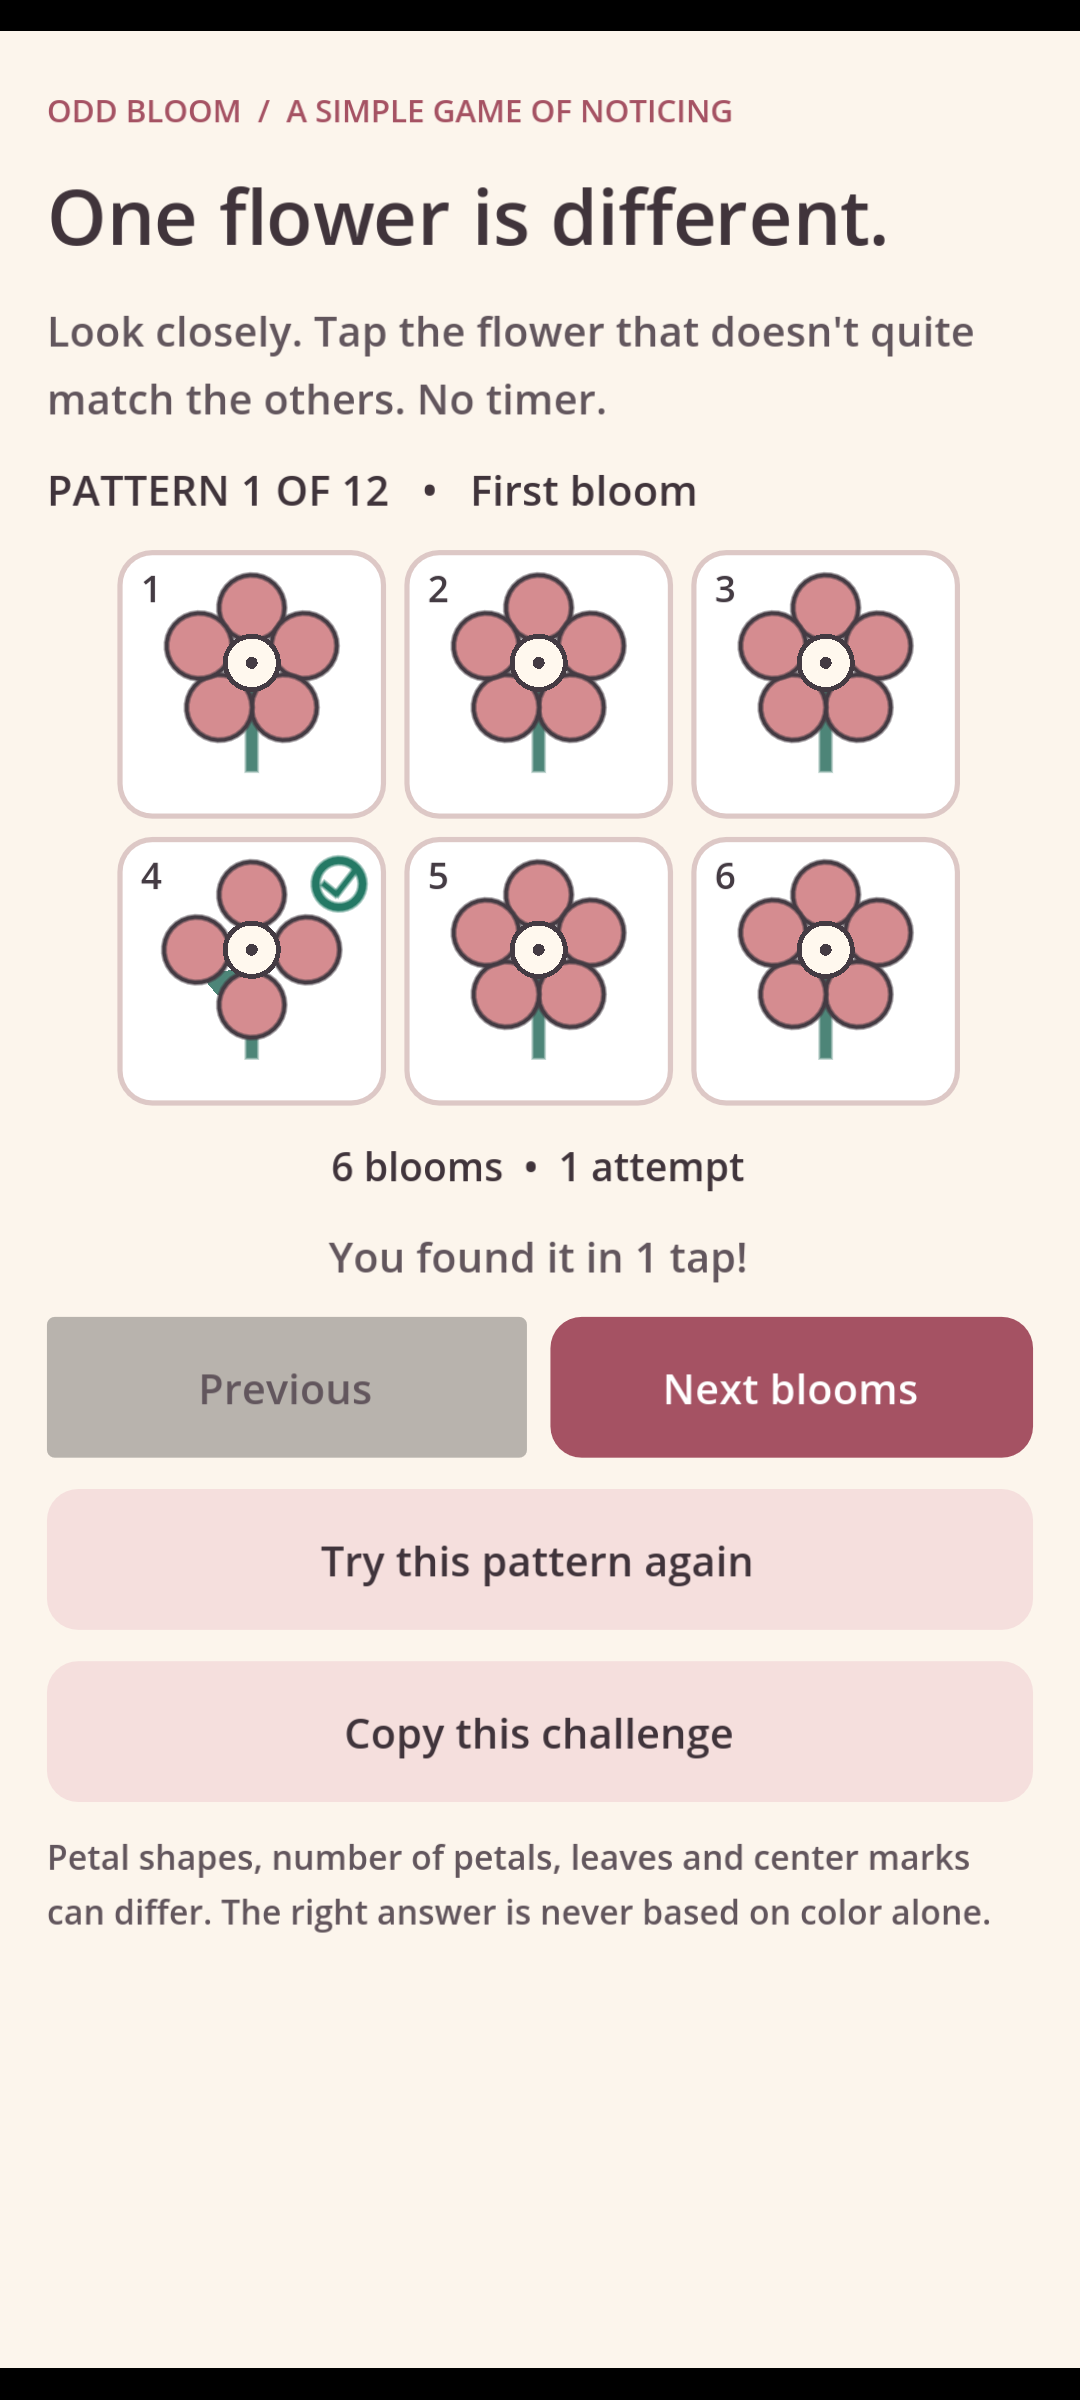 ODD BLOOM / A SIMPLE GAME OF NOTICING
One flower is different.
Look closely. Tap the flower that doesn't quite
match the others. No timer.
PATTERN 1 OF 12 • First bloom
1
2
3
4
5
6
6 blooms • 1 attempt
You found it in 1 tap!
Previous
Next blooms
Try this pattern again
Copy this challenge
Petal shapes, number of petals, leaves and center marks
can differ. The right answer is never based on color alone.